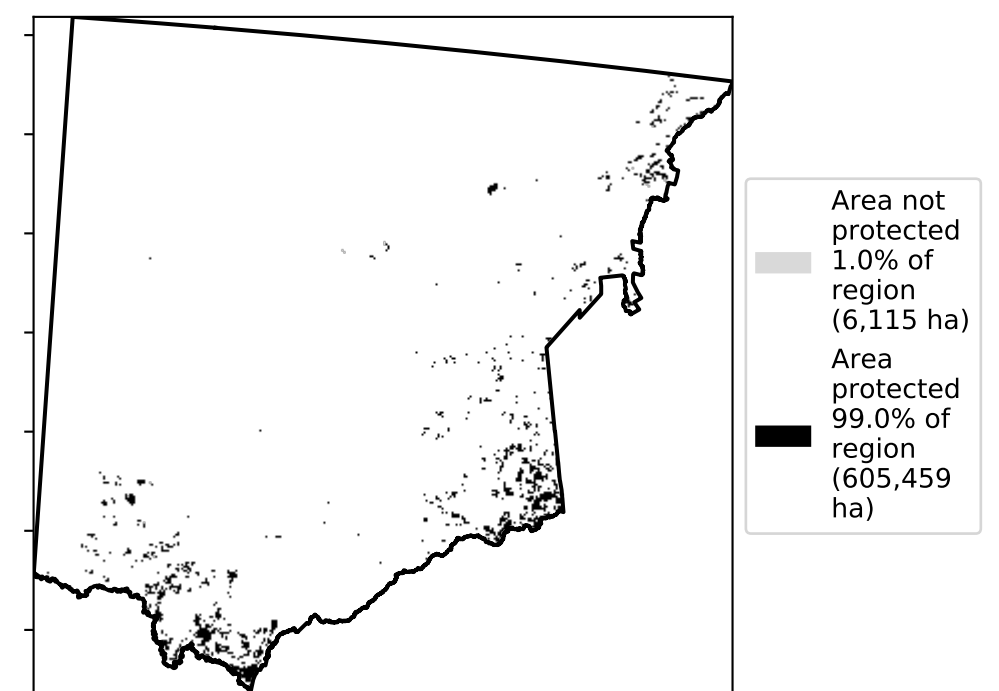 Area not
protected
1.0% of
region
(6,115 ha)
Area
protected
99.0% of
region
(605,459
ha)